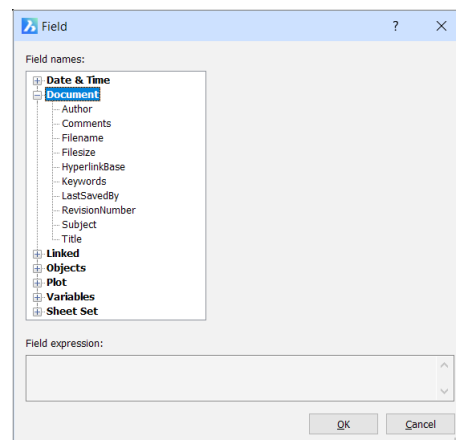 Field
Field names:
Date & Time
Document
Author
Comments
Filename
Filesize
HyperlinkBase
Keywords
LastSavedBy
RevisionNumber
Subject
Title
Linked
Objects
Plot
Variables
Sheet Set
Field expression:
OK Cancel